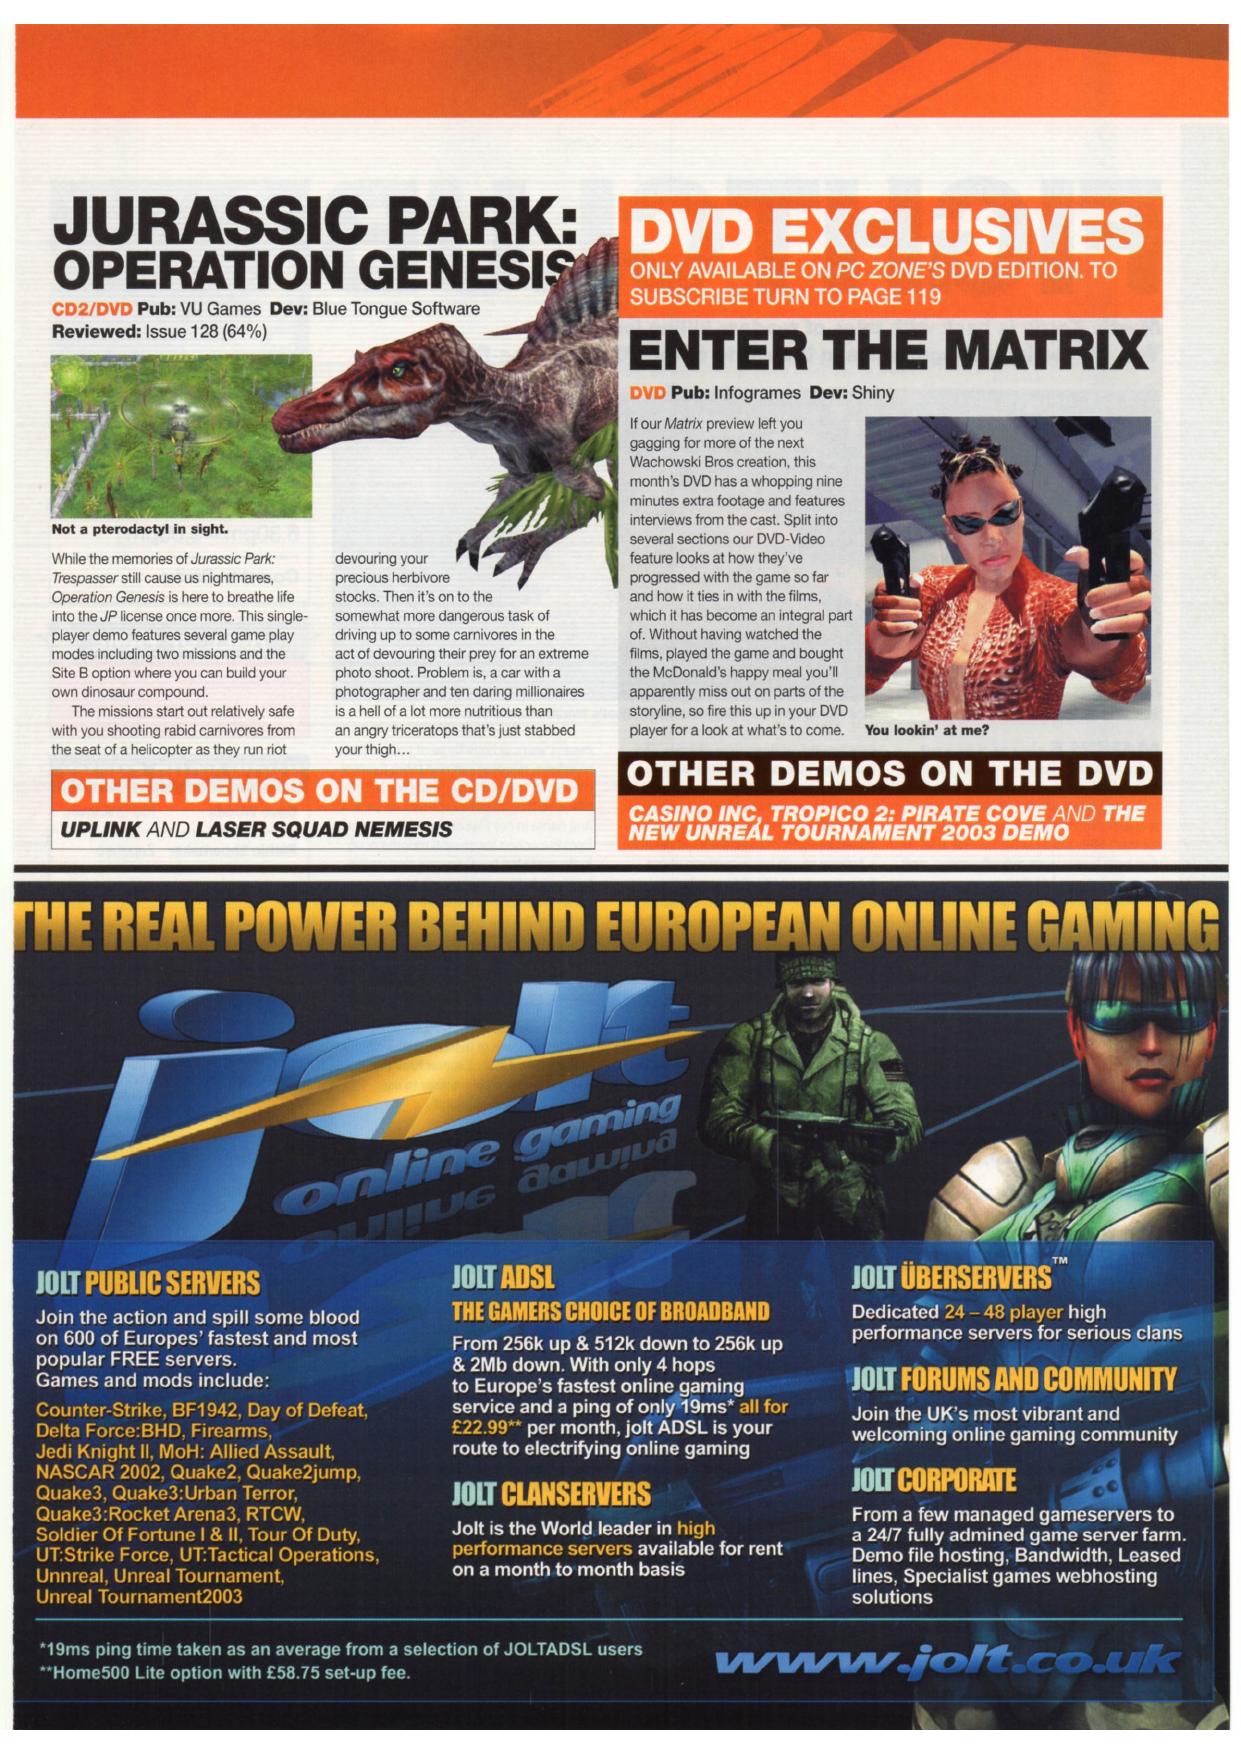 JURASSIC PARK:
OPERATION GENESIS
CD2/DVD Pub: VU Games Dev: Blue Tongue Software
Reviewed: Issue 128 (64%)
Not a pterodactyl in sight.
While the memories of Jurassic Park:
Trespasser still cause us nightmares,
Operation Genesis is here to breathe life
into the JP license once more. This single-
player demo features several game play
modes including two missions and the
Site B option where you can build your
own dinosaur compound.
The missions start out relatively safe
with you shooting rabid carnivores from
the seat of a helicopter as they run riot
devouring your
precious herbivore
stocks. Then it's on to the
somewhat more dangerous task of
driving up to some carnivores in the
act of devouring their prey for an extreme
photo shoot. Problem is, a car with a
photographer and ten daring millionaires
is a hell of a lot more nutritious than
an angry triceratops that's just stabbed
your thigh...
OTHER DEMOS ON THE CD/DVD
UPLINK AND LASER SQUAD NEMESIS
DVD EXCLUSIVES
ONLY AVAILABLE ON PC ZONE'S DVD EDITION. TO
SUBSCRIBE TURN TO PAGE 119
ENTER THE MATRIX
DVD Pub: Infogrames Dev: Shiny
If our Matrix preview left you
gagging for more of the next
Wachowski Bros creation, this
month's DVD has a whopping nine
minutes extra footage and features
interviews from the cast. Split into
several sections our DVD-Video
feature looks at how they've
progressed with the game so far
and how it ties in with the films,
which it has become an integral part
of. Without having watched the
films, played the game and bought
the McDonald's happy meal you'll
apparently miss out on parts of the
storyline, so fire this up in your DVD
player for a look at what's to come.
You lookin' at me?
OTHER DEMOS ON THE DVD
CASINO INC, TROPICO 2: PIRATE COVE AND THE
NEW UNREAL TOURNAMENT 2003 DEMO
THE REAL POWER BEHIND EUROPEAN ONLINE GAMING
jolt
online gaming
JOLT PUBLIC SERVERS
Join the action and spill some blood
on 600 of Europes' fastest and most
popular FREE servers.
Games and mods include:
Counter-Strike, BF1942, Day of Defeat,
Delta Force:BHD, Firearms,
Jedi Knight II, MoH: Allied Assault,
NASCAR 2002, Quake2, Quake2jump,
Quake3, Quake3:Urban Terror,
Quake3:Rocket Arena3, RTCW,
Soldier Of Fortune I & II, Tour Of Duty,
UT:Strike Force, UT:Tactical Operations,
Unnreal, Unreal Tournament,
Unreal Tournament2003
JOLT ADSL
THE GAMERS CHOICE OF BROADBAND
From 256k up & 512k down to 256k up
& 2Mb down. With only 4 hops
to Europe's fastest online gaming
service and a ping of only 19ms* all for
£22.99** per month, jolt ADSL is your
route to electrifying online gaming
JOLT CLANSERVERS
Jolt is the World leader in high
performance servers available for rent
on a month to month basis
JOLT ÜBERSERVERS™
Dedicated 24 – 48 player high
performance servers for serious clans
JOLT FORUMS AND COMMUNITY
Join the UK's most vibrant and
welcoming online gaming community
JOLT CORPORATE
From a few managed gameservers to
a 24/7 fully admined game server farm.
Demo file hosting, Bandwidth, Leased
lines, Specialist games webhosting
solutions
*19ms ping time taken as an average from a selection of JOLTADSL users
**Home500 Lite option with £58.75 set-up fee.
www.jolt.co.uk